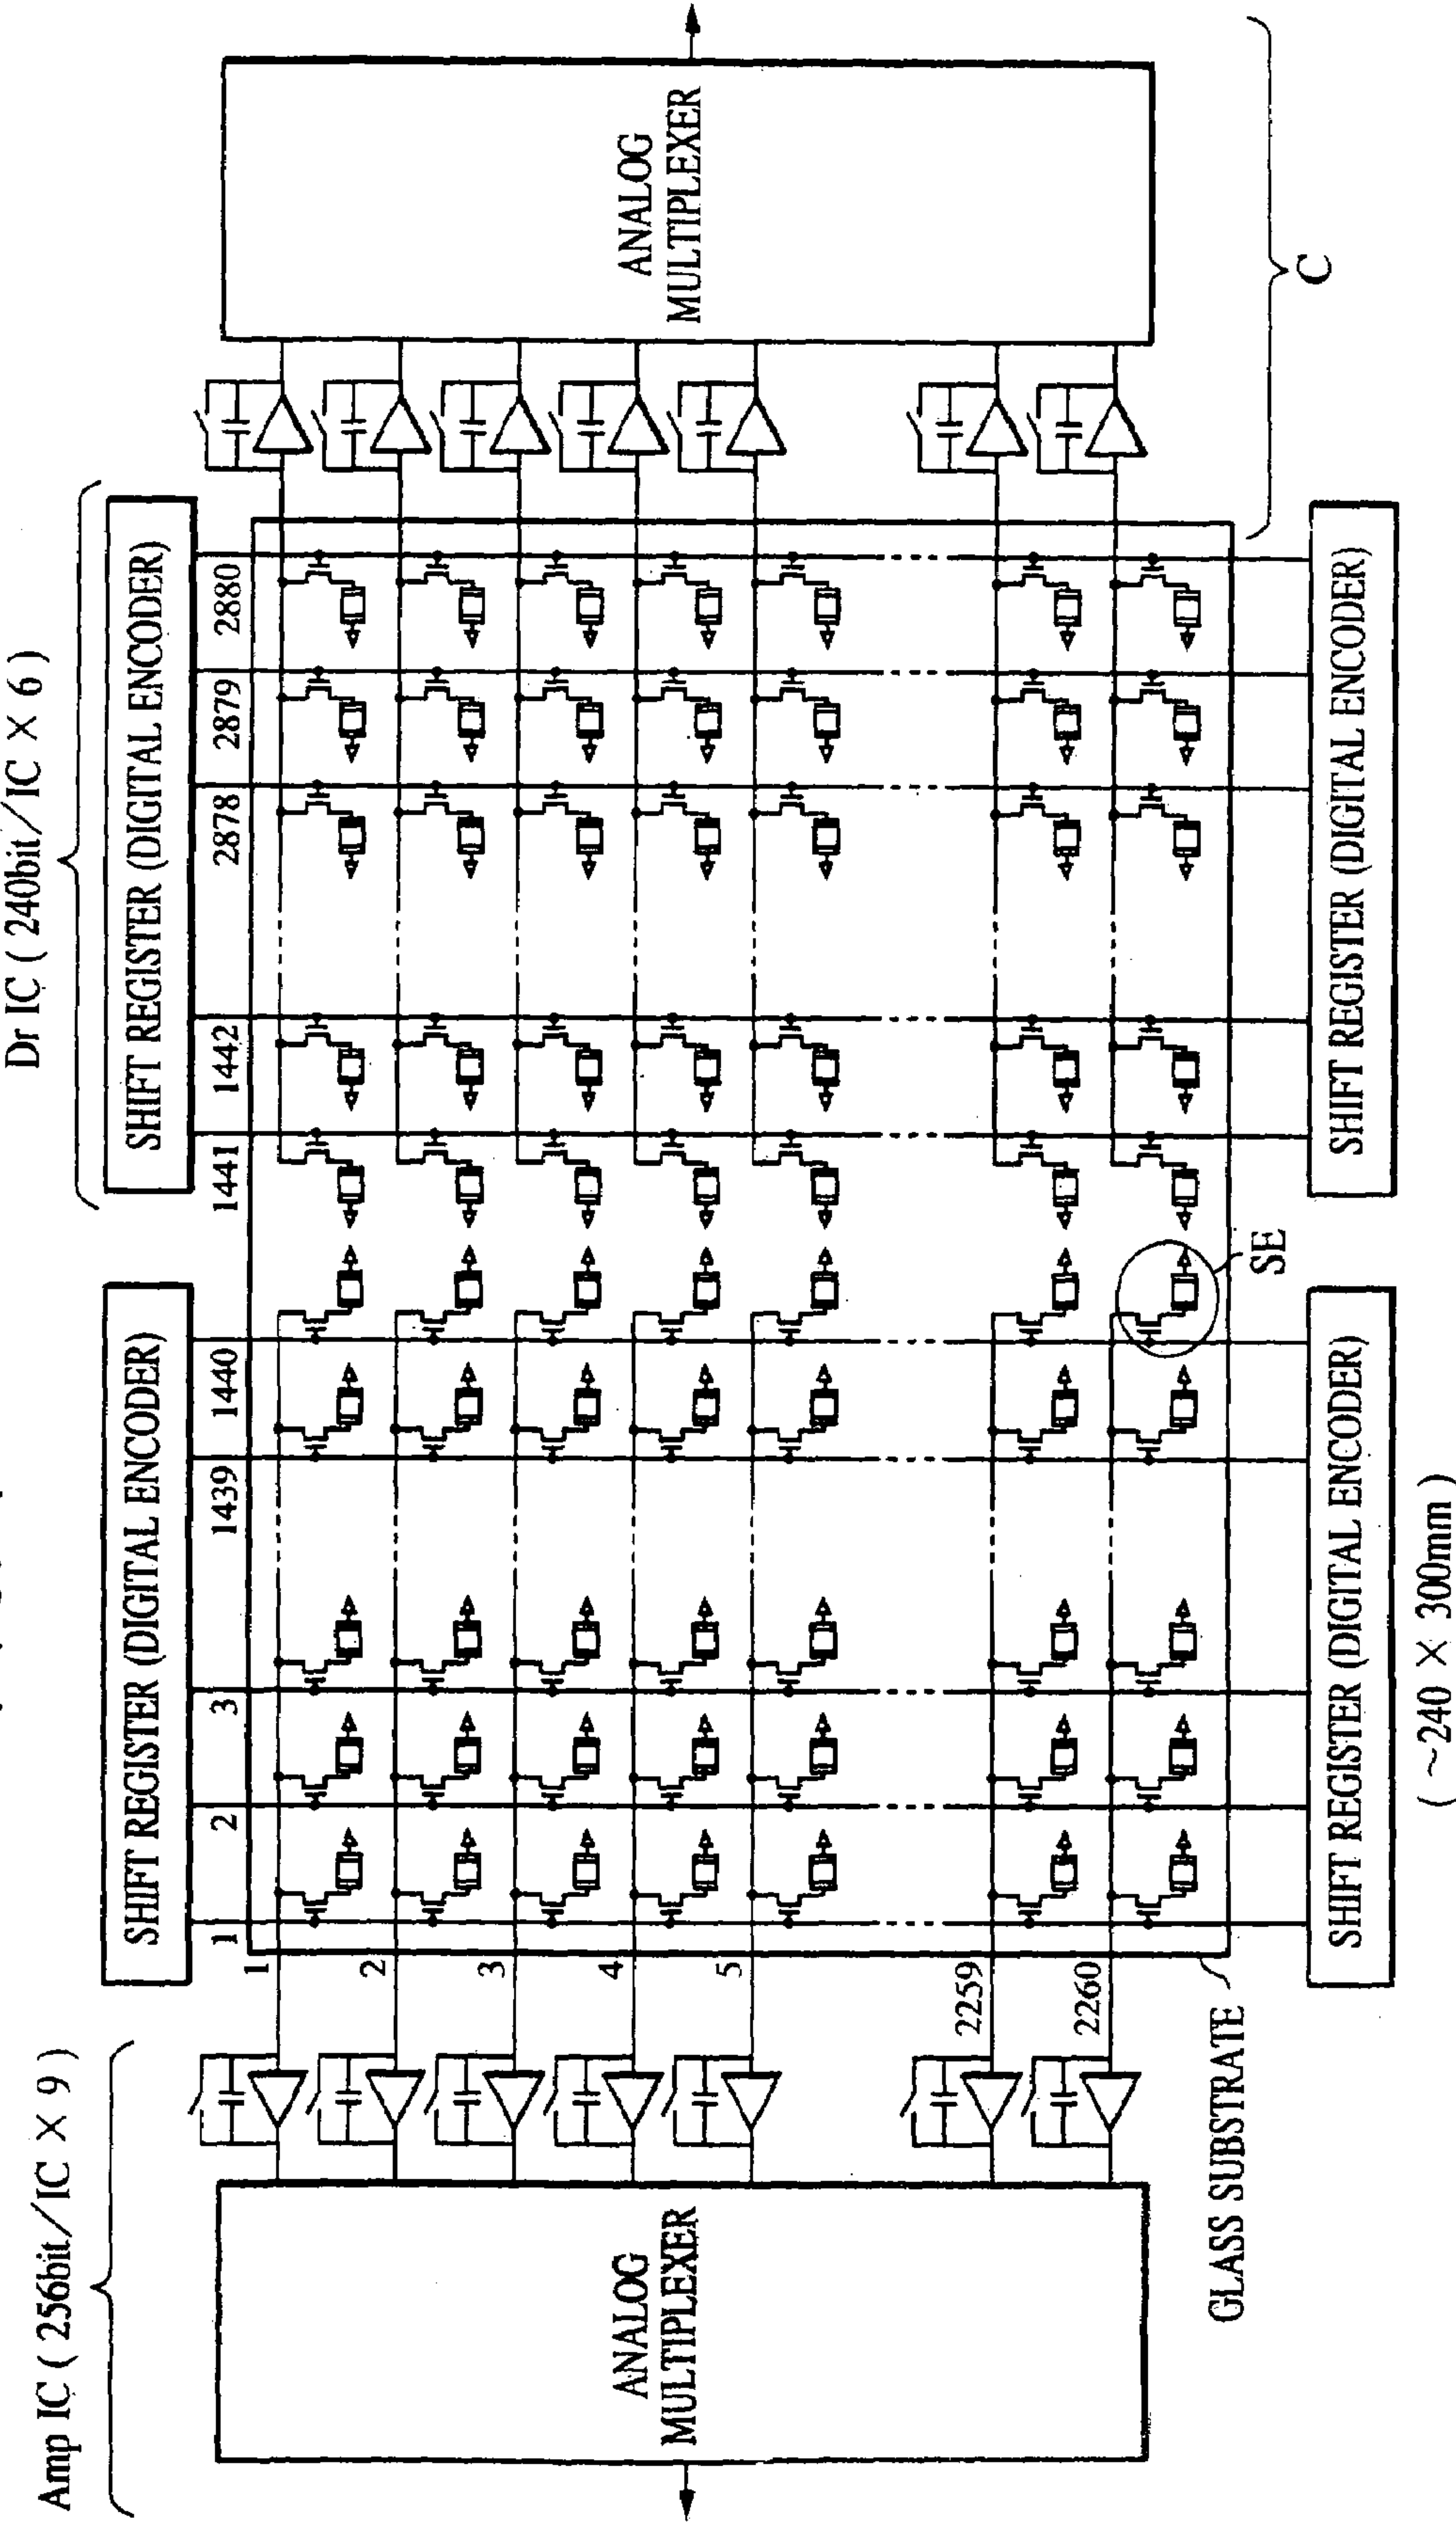 Amp IC ( 256bit/IC × 9 )
Dr IC ( 240bit/IC × 6 )
SHIFT REGISTER (DIGITAL ENCODER)
SHIFT REGISTER (DIGITAL ENCODER)
1
2
3
1439
1440
1441
1442
2878
2879
2880
1
2
3
4
5
2259
2260
ANALOG
MULTIPLEXER
ANALOG
MULTIPLEXER
GLASS SUBSTRATE
SE
C
SHIFT REGISTER (DIGITAL ENCODER)
SHIFT REGISTER (DIGITAL ENCODER)
( ~240 × 300mm )